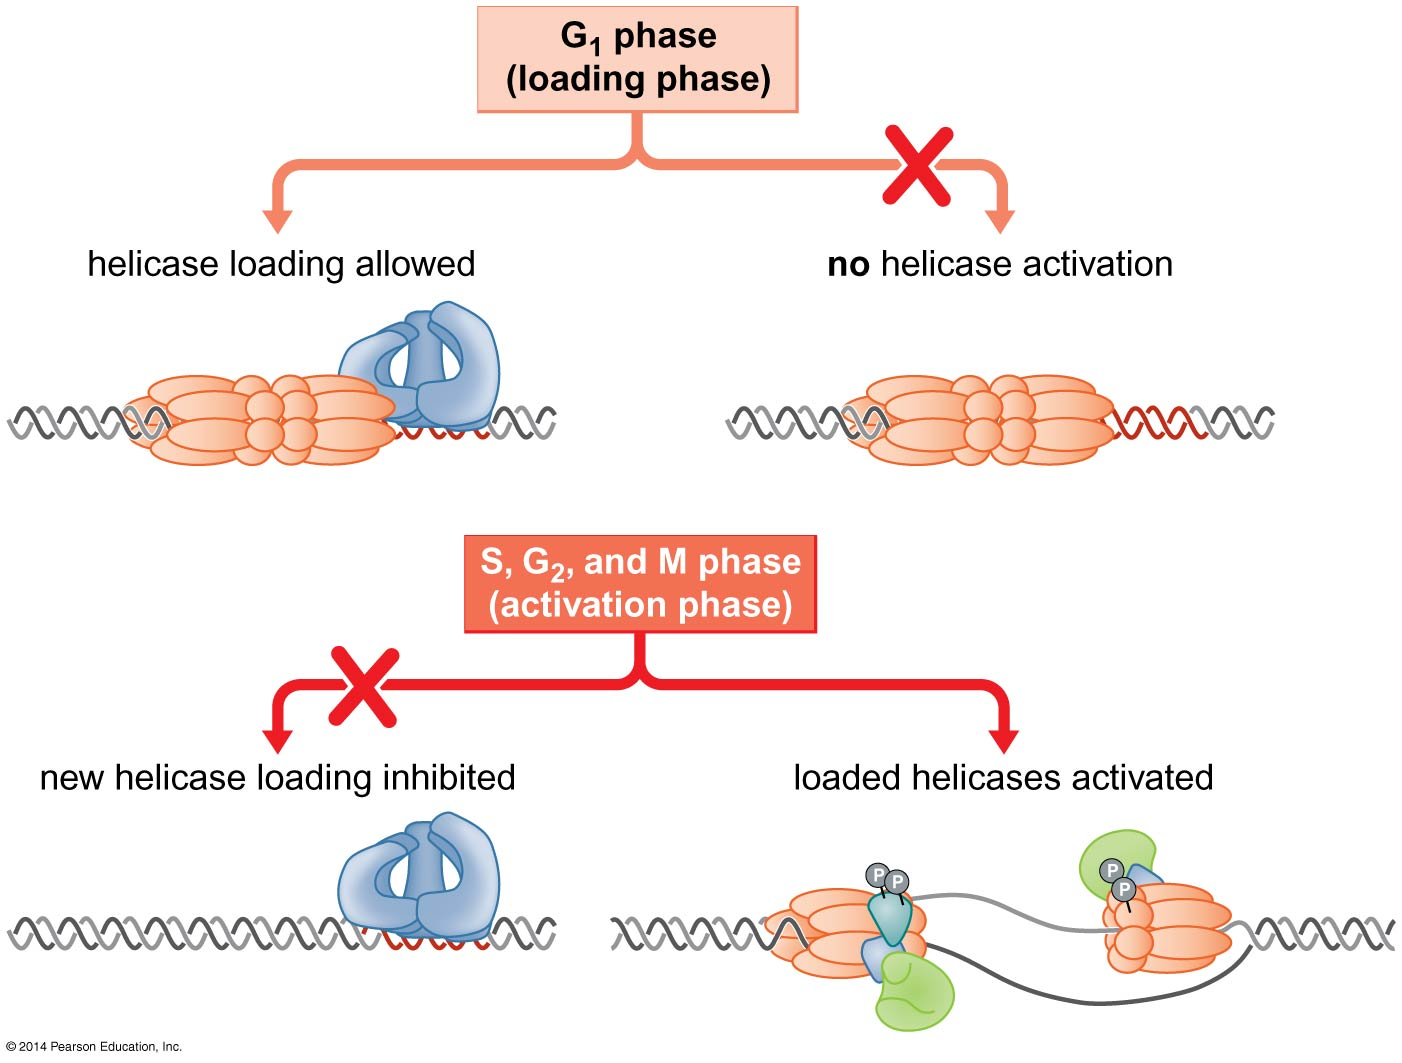 G₁ phase
(loading phase)
helicase loading allowed
no helicase activation
S, G₂, and M phase
(activation phase)
new helicase loading inhibited
loaded helicases activated
P
P
P
P
© 2014 Pearson Education, Inc.